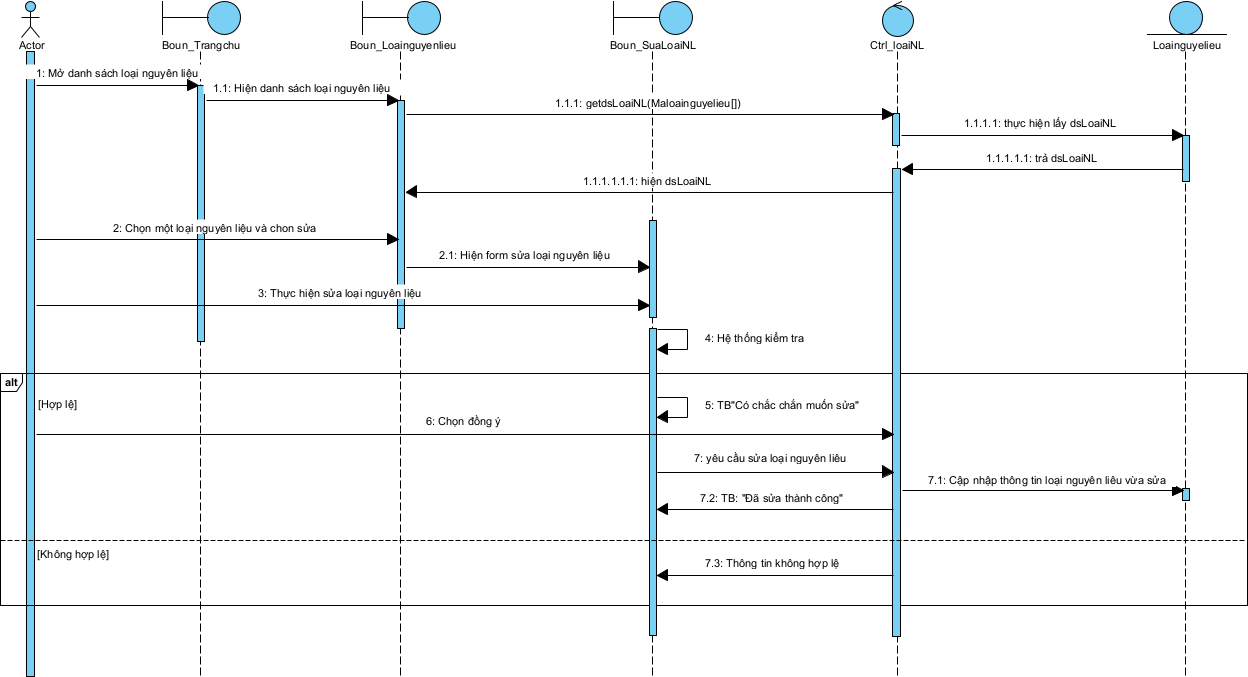 Actor
Boun_Trangchu
Boun_Loainguyenlieu
Boun_SuaLoaiNL
Ctrl_loaiNL
Loainguyelieu
1: Mở danh sách loại nguyên liệu
1.1: Hiện danh sách loại nguyên liệu
1.1.1: getdsLoaiNL(Maloainguyelieu[])
1.1.1.1: thực hiện lấy dsLoaiNL
1.1.1.1.1: trả dsLoaiNL
1.1.1.1.1.1: hiện dsLoaiNL
2: Chọn một loại nguyên liệu và chon sửa
2.1: Hiện form sửa loại nguyên liệu
3: Thực hiện sửa loại nguyên liệu
4: Hệ thống kiểm tra
alt
[Hợp lệ]
5: TB"Có chắc chắn muốn sửa"
6: Chọn đồng ý
7: yêu cầu sửa loại nguyên liêu
7.1: Cập nhập thông tin loại nguyên liêu vừa sửa
7.2: TB: "Đã sửa thành công"
[Không hợp lệ]
7.3: Thông tin không hợp lệ